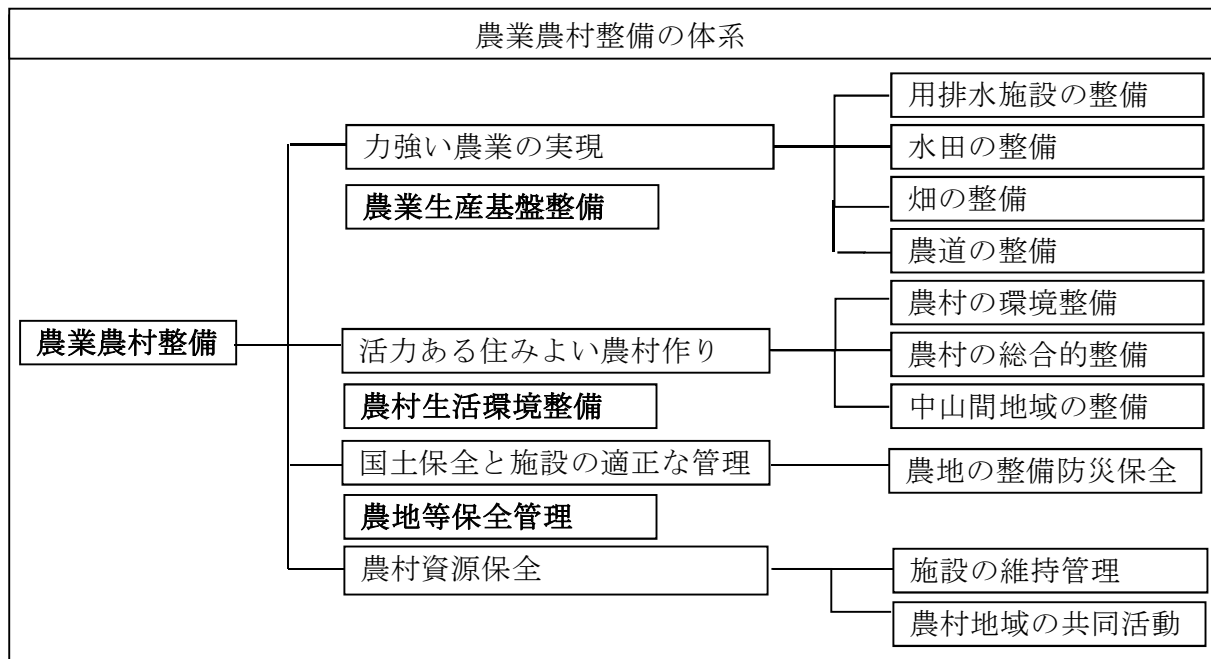 農業農村整備の体系
農業農村整備
力強い農業の実現
農業生産基盤整備
用排水施設の整備
水田の整備
畑の整備
農道の整備
活力ある住みよい農村作り
農村生活環境整備
農村の環境整備
農村の総合的整備
中山間地域の整備
国土保全と施設の適正な管理
農地等保全管理
農地の整備防災保全
農村資源保全
施設の維持管理
農村地域の共同活動